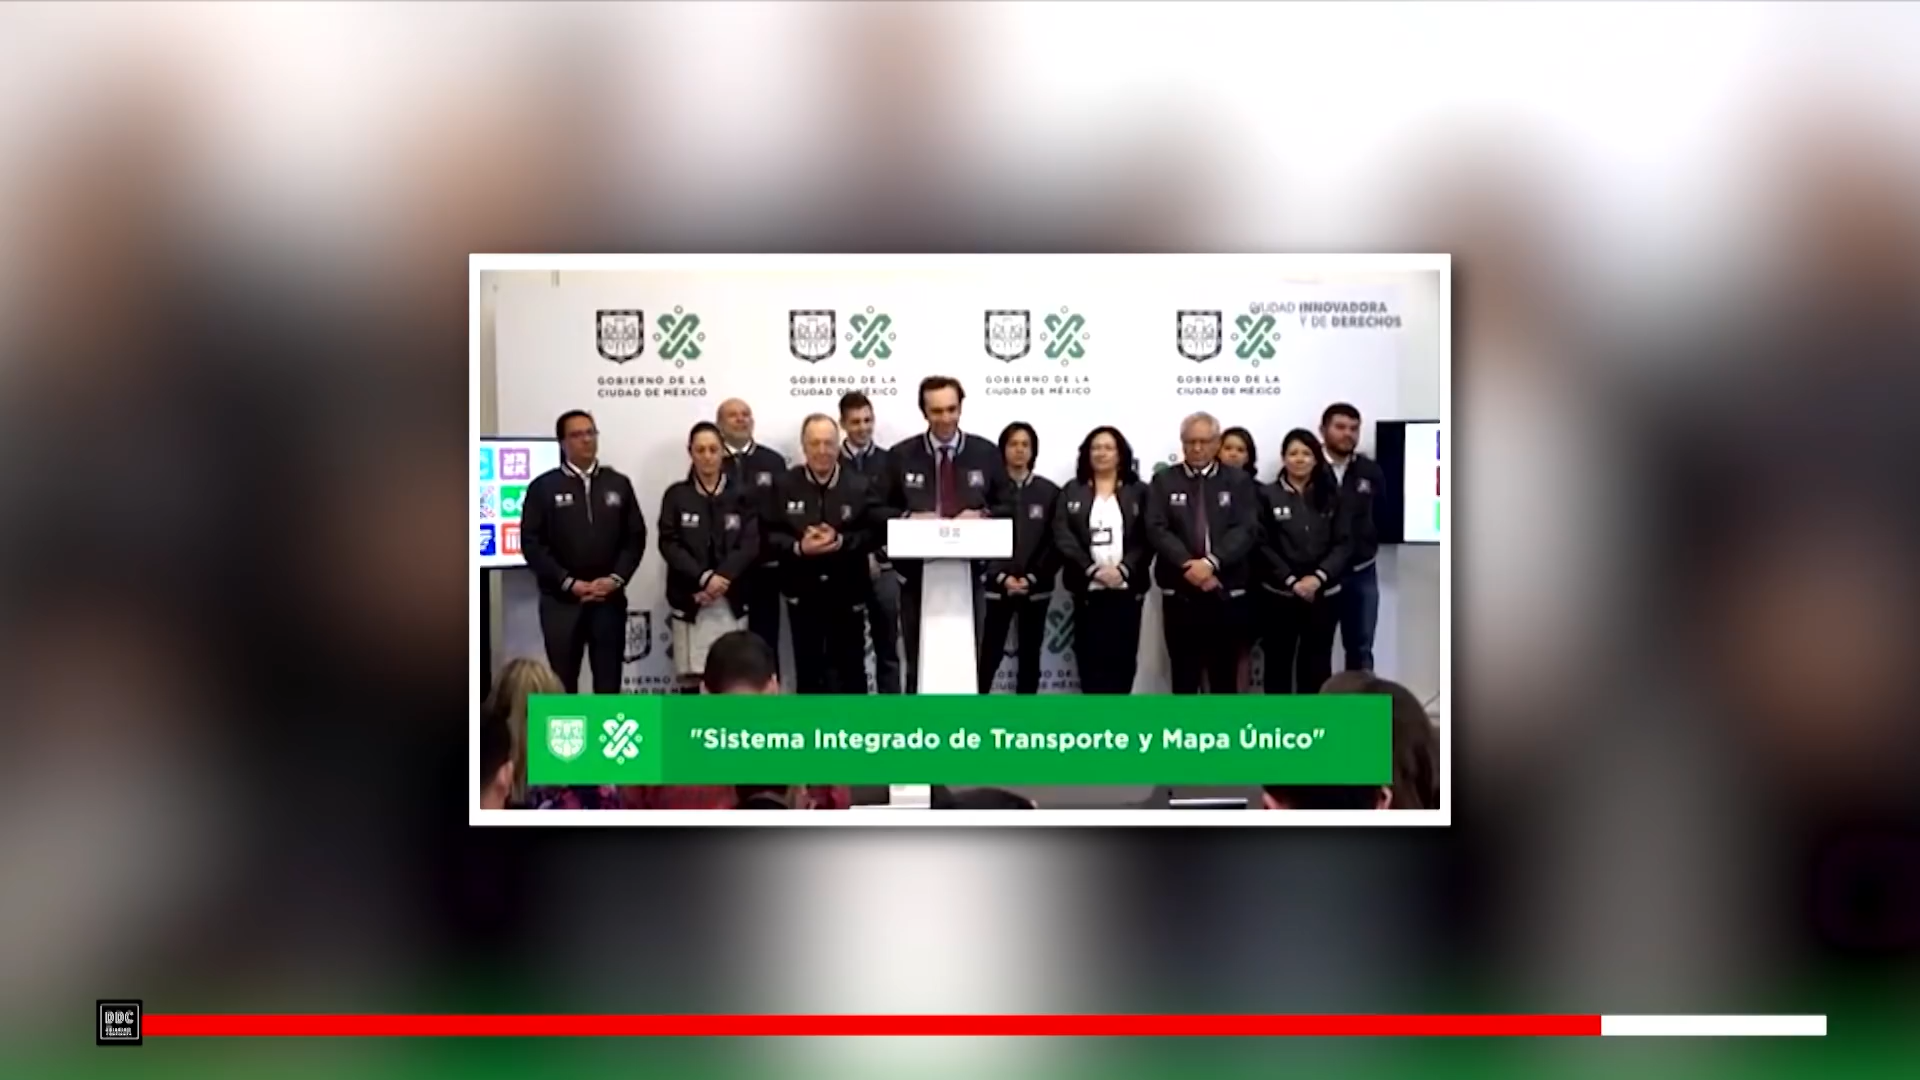 CIUDAD INNOVADORA
Y DE DERECHOS
GOBIERNO DE LA
CIUDAD DE MÉXICO
GOBIERNO DE LA
CIUDAD DE MÉXICO
GOBIERNO DE LA
CIUDAD DE MÉXICO
GOBIERNO DE LA
CIUDAD DE MÉXICO
"Sistema Integrado de Transporte y Mapa Único"
DDC